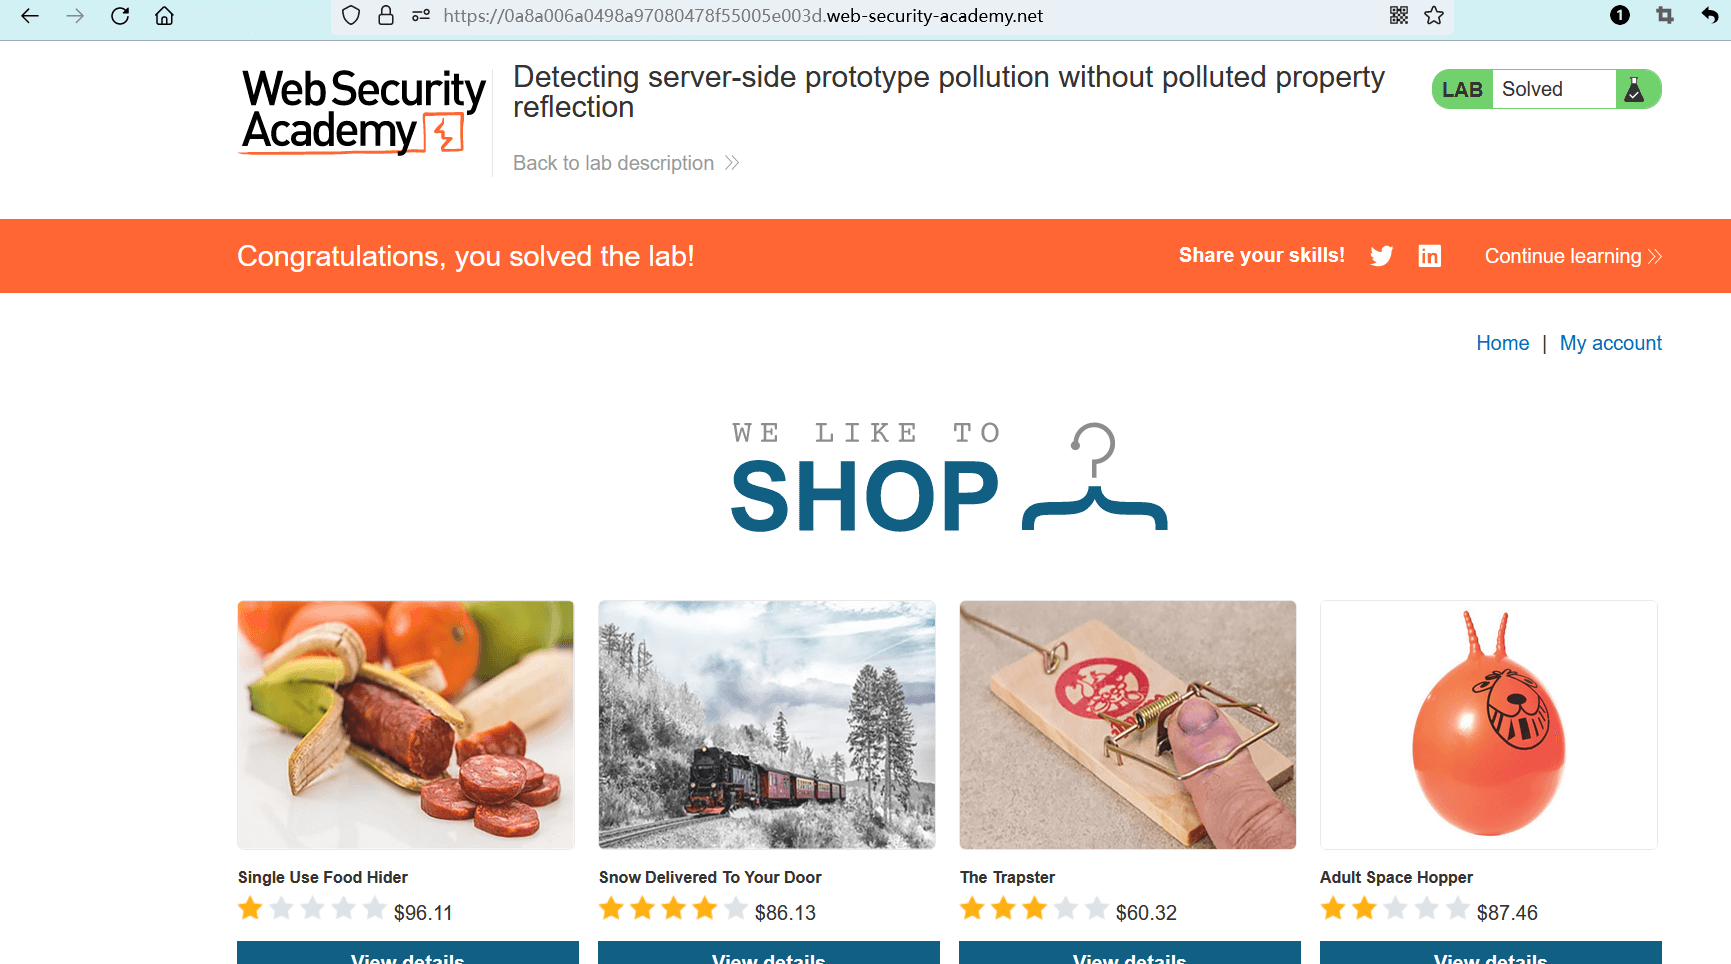 https://0a8a006a0498a97080478f55005e003d.web-security-academy.net
1
Web Security
Academy
Detecting server-side prototype pollution without polluted property
reflection
LAB Solved
Back to lab description
Congratulations, you solved the lab!
Share your skills!
in
Continue learning
Home | My account
WE LIKE TO
SHOP
Single Use Food Hider
$96.11
View details
Snow Delivered To Your Door
$86.13
View details
The Trapster
$60.32
View details
Adult Space Hopper
$87.46
View details